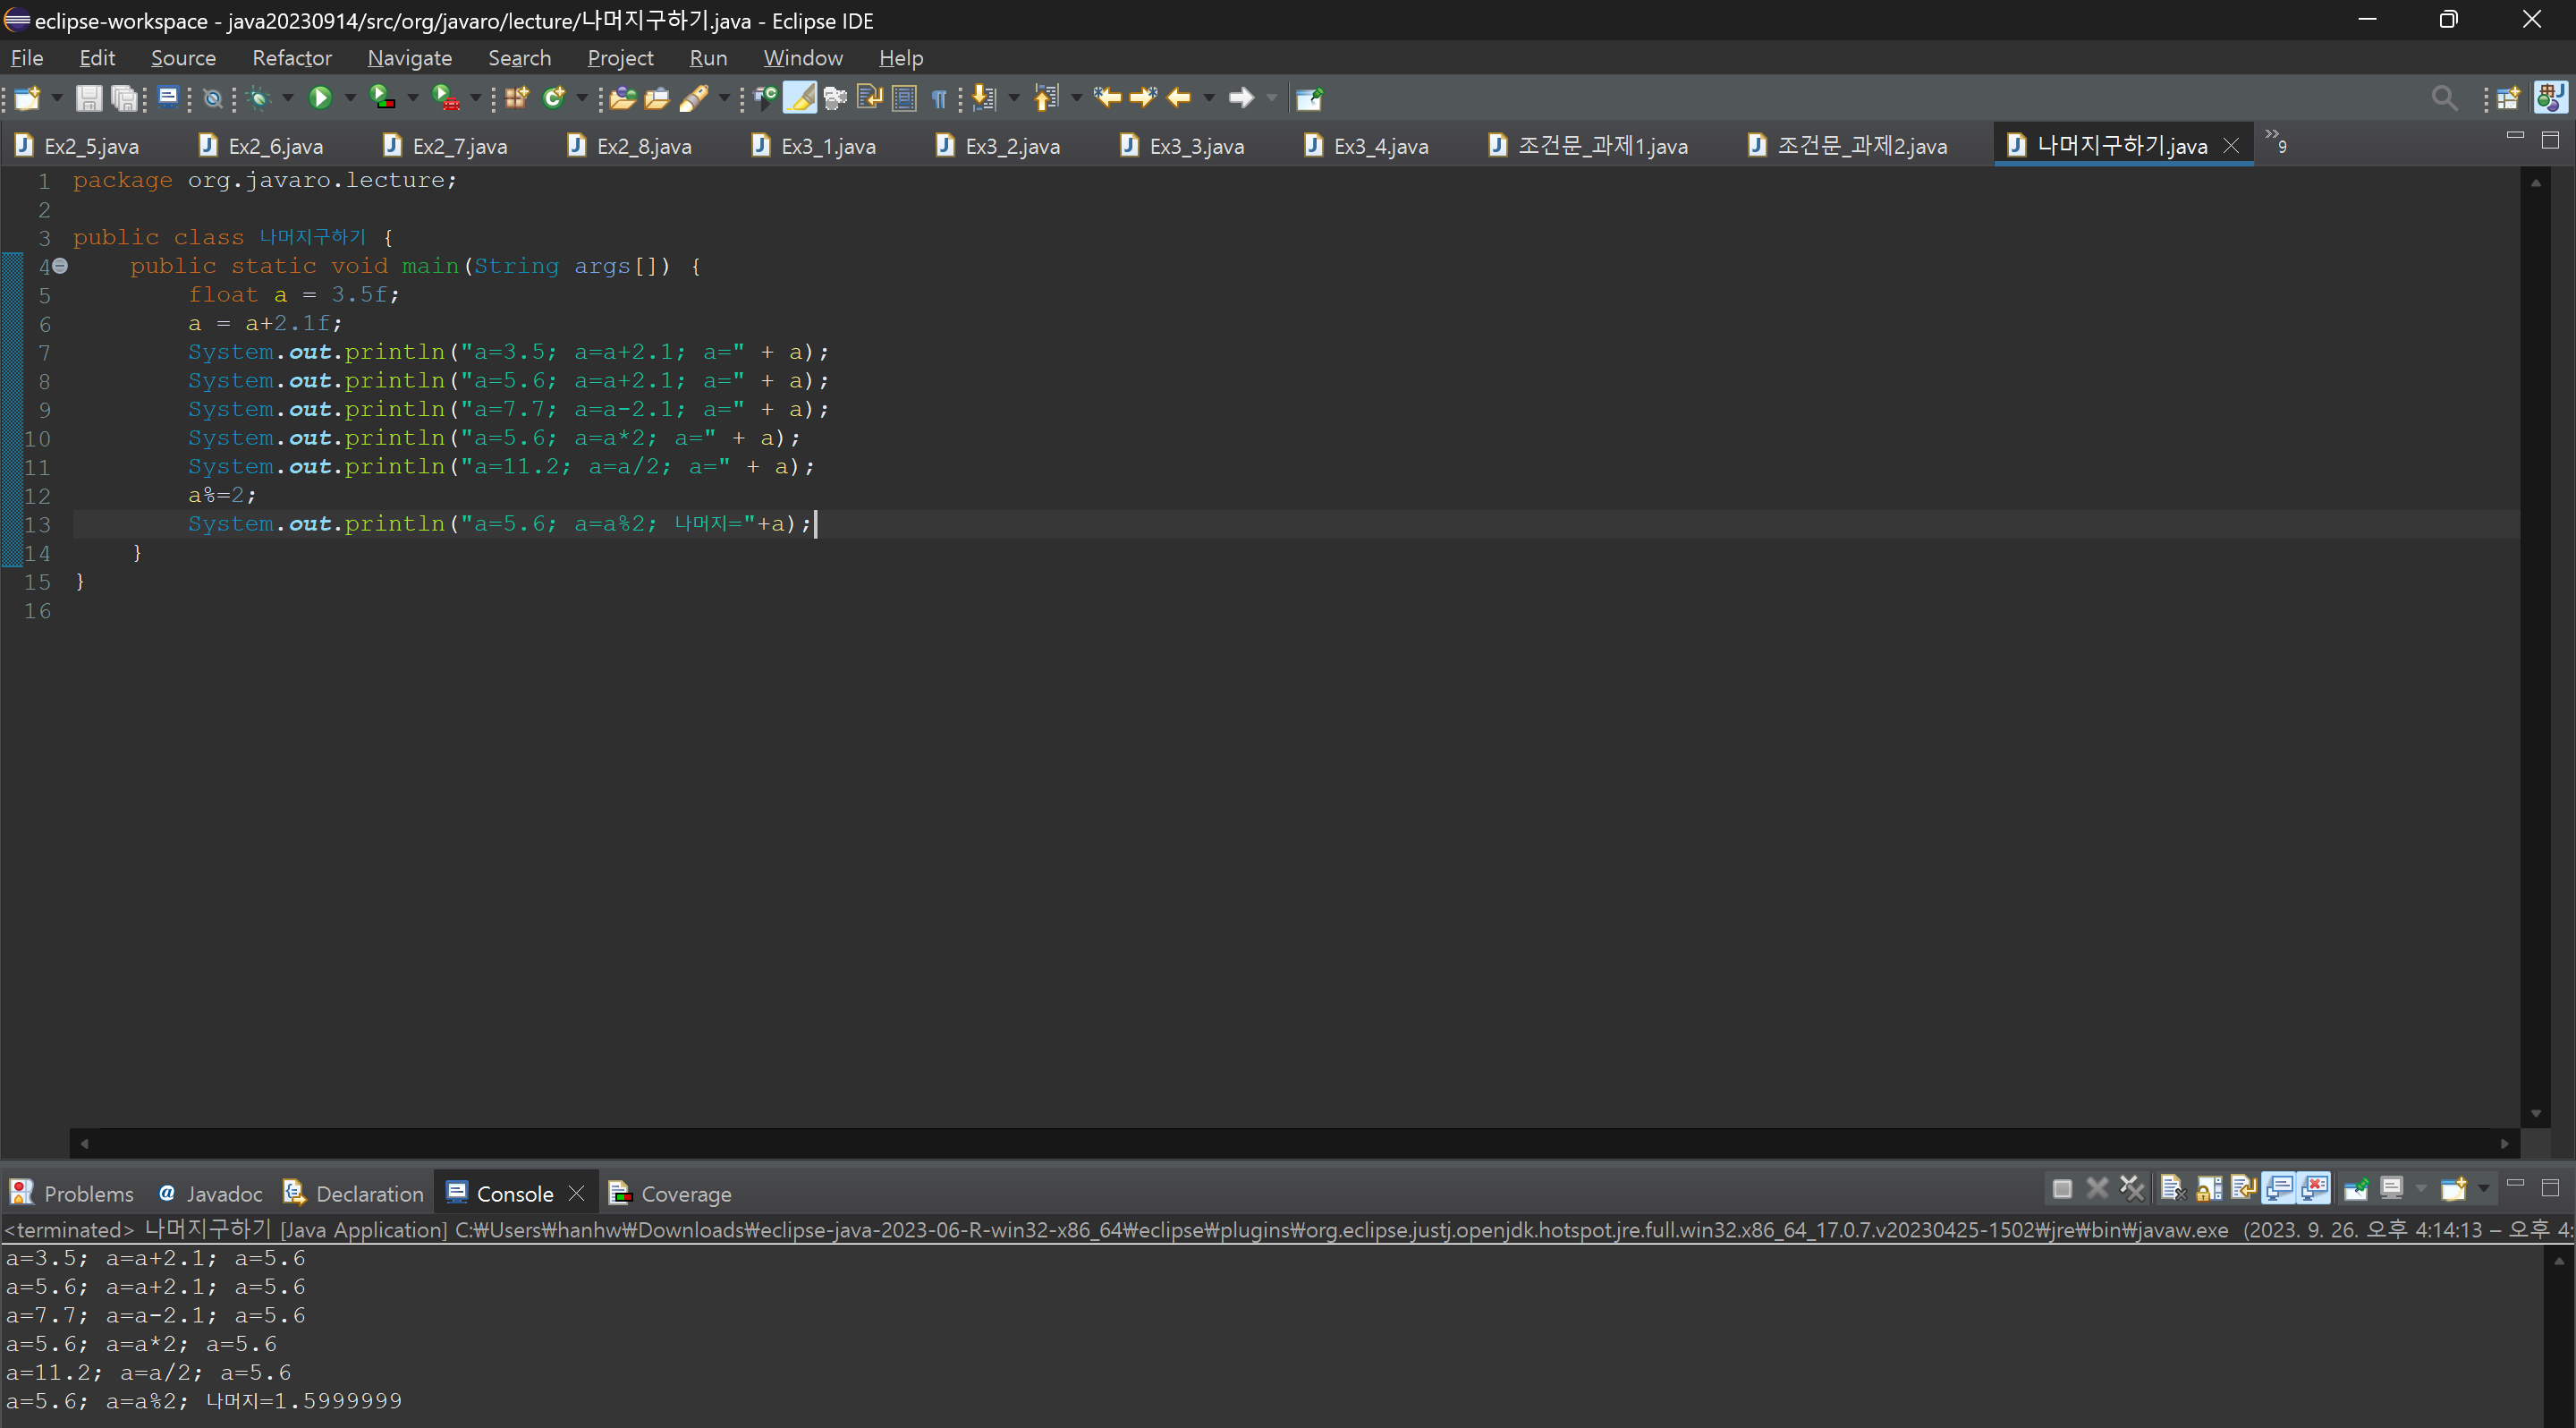 eclipse-workspace - java20230914/src/org/javaro/lecture/나머지구하기.java - Eclipse IDE
File Edit Source Refactor Navigate Search Project Run Window Help
Ex2_5.java Ex2_6.java Ex2_7.java Ex2_8.java Ex3_1.java Ex3_2.java Ex3_3.java Ex3_4.java 조건문_과제1.java 조건문_과제2.java 나머지구하기.java 9
1 package org.javaro.lecture;
2
3 public class 나머지구하기 {
4 public static void main(String args[]) {
5 float a = 3.5f;
6 a = a+2.1f;
7 System.out.println("a=3.5; a=a+2.1; a=" + a);
8 System.out.println("a=5.6; a=a+2.1; a=" + a);
9 System.out.println("a=7.7; a=a-2.1; a=" + a);
10 System.out.println("a=5.6; a=a*2; a=" + a);
11 System.out.println("a=11.2; a=a/2; a=" + a);
12 a%=2;
13 System.out.println("a=5.6; a=a%2; 나머지="+a);
14 }
15 }
16
Problems Javadoc Declaration Console Coverage
<terminated> 나머지구하기 [Java Application] C:₩Users₩hanhw₩Downloads₩eclipse-java-2023-06-R-win32-x86_64₩eclipse₩plugins₩org.eclipse.justj.openjdk.hotspot.jre.full.win32.x86_64_17.0.7.v20230425-1502₩jre₩bin₩javaw.exe (2023. 9. 26. 오후 4:14:13 – 오후 4:
a=3.5; a=a+2.1; a=5.6
a=5.6; a=a+2.1; a=5.6
a=7.7; a=a-2.1; a=5.6
a=5.6; a=a*2; a=5.6
a=11.2; a=a/2; a=5.6
a=5.6; a=a%2; 나머지=1.5999999